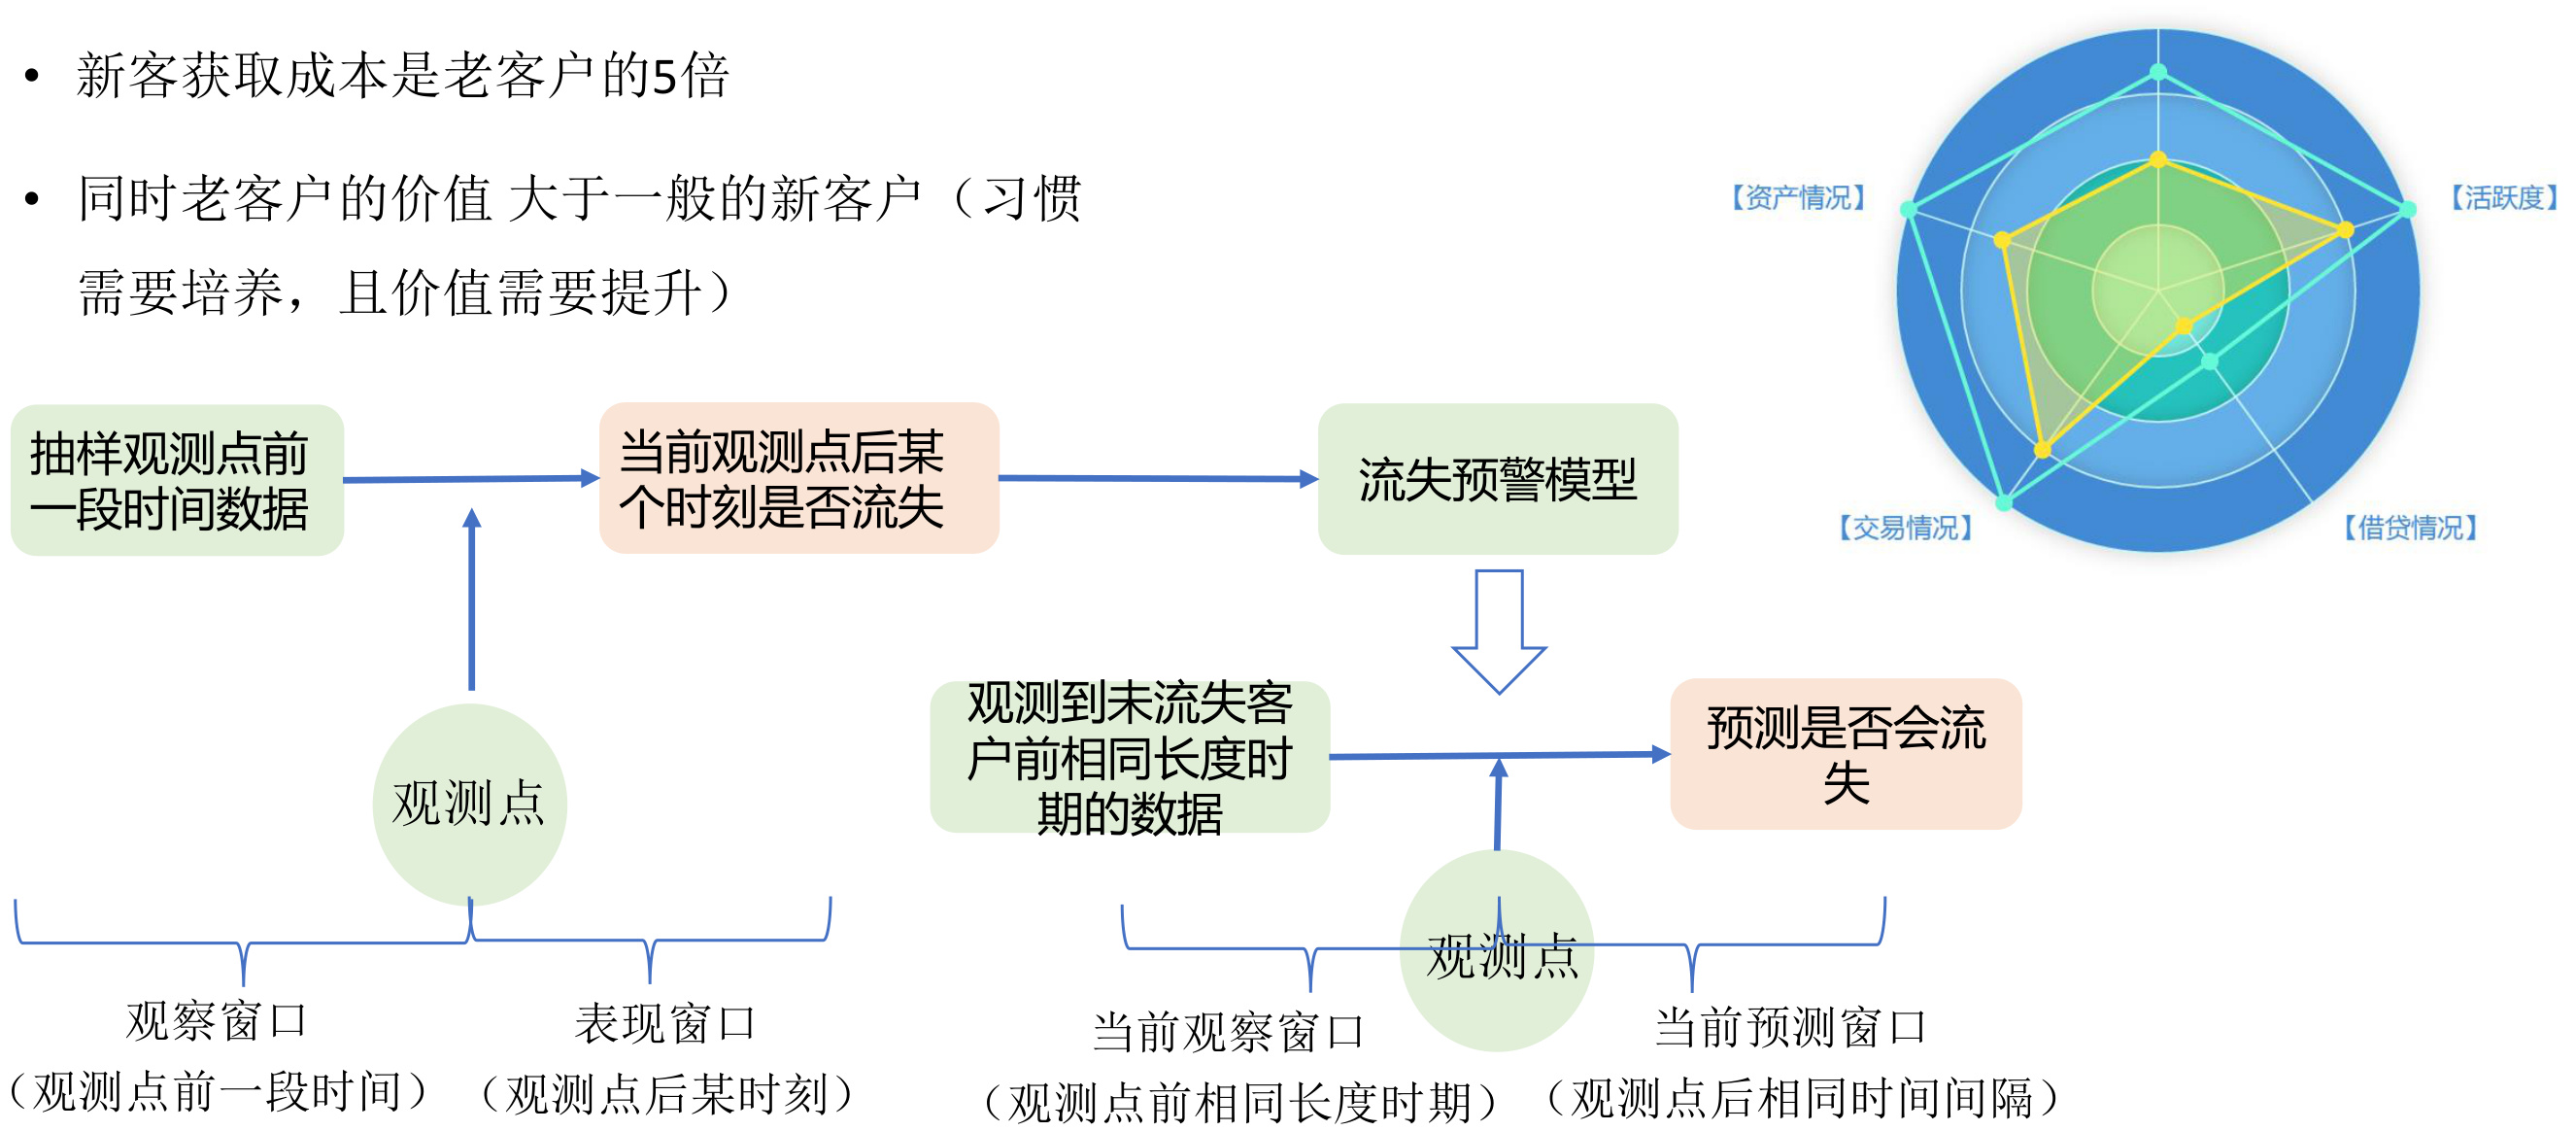 • 新客获取成本是老客户的5倍
• 同时老客户的价值 大于一般的新客户（习惯
需要培养，且价值需要提升）
【资产情况】
【活跃度】
【交易情况】
【借贷情况】
抽样观测点前
一段时间数据
当前观测点后某
个时刻是否流失
流失预警模型
观测点
观测到未流失客
户前相同长度时
期的数据
预测是否会流
失
观测点
观察窗口
（观测点前一段时间）
表现窗口
（观测点后某时刻）
当前观察窗口
（观测点前相同长度时期）
当前预测窗口
（观测点后相同时间间隔）